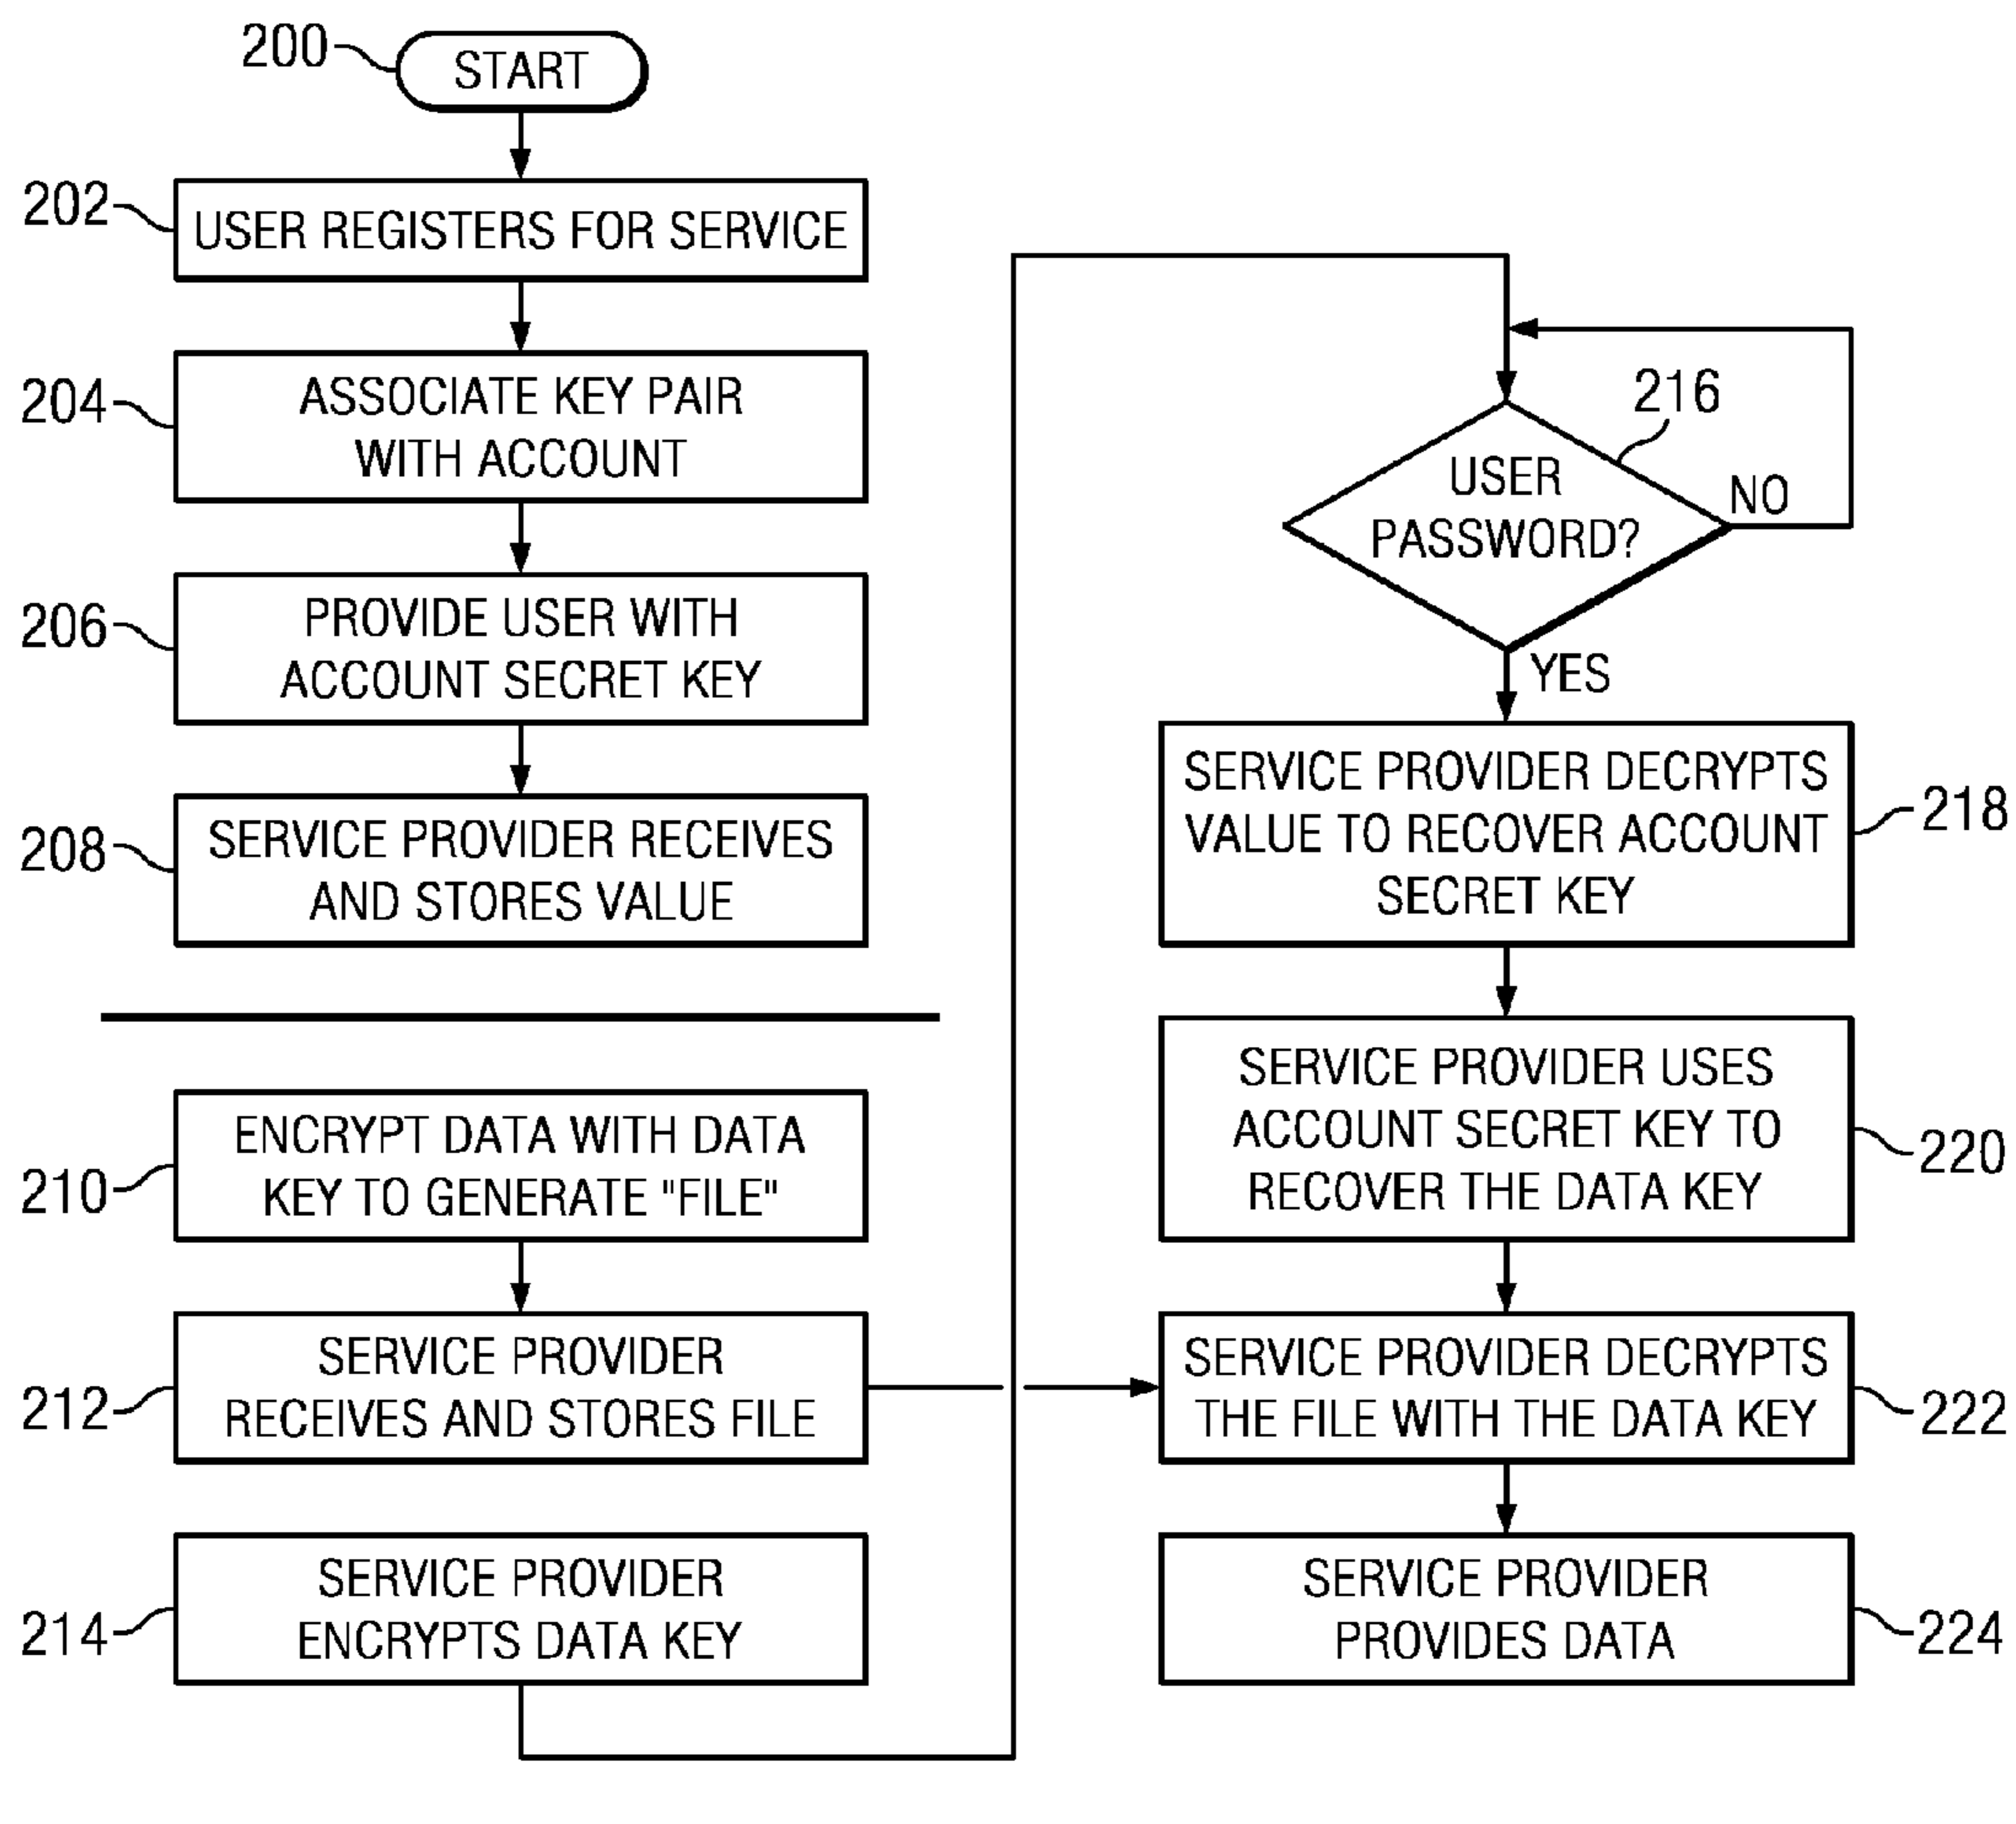 200
START
202
USER REGISTERS FOR SERVICE
204
ASSOCIATE KEY PAIR
WITH ACCOUNT
206
PROVIDE USER WITH
ACCOUNT SECRET KEY
208
SERVICE PROVIDER RECEIVES
AND STORES VALUE
210
ENCRYPT DATA WITH DATA
KEY TO GENERATE "FILE"
212
SERVICE PROVIDER
RECEIVES AND STORES FILE
214
SERVICE PROVIDER
ENCRYPTS DATA KEY
216
USER
PASSWORD?
NO
YES
SERVICE PROVIDER DECRYPTS
VALUE TO RECOVER ACCOUNT
SECRET KEY
218
SERVICE PROVIDER USES
ACCOUNT SECRET KEY TO
RECOVER THE DATA KEY
220
SERVICE PROVIDER DECRYPTS
THE FILE WITH THE DATA KEY
222
SERVICE PROVIDER
PROVIDES DATA
224